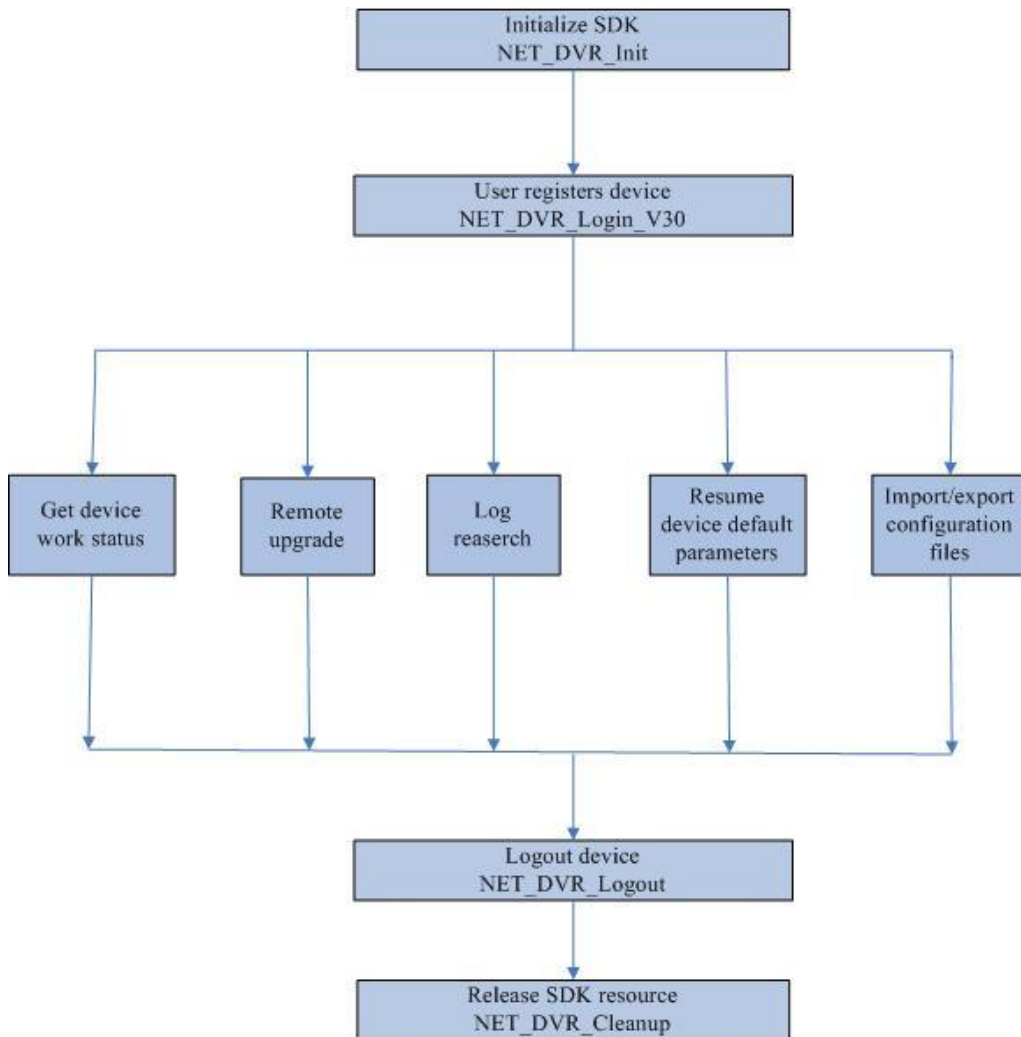 Initialize SDK
NET_DVR_Init
User registers device
NET_DVR_Login_V30
Get device
work status
Remote
upgrade
Log
reaserch
Resume
device default
parameters
Import/export
configuration
files
Logout device
NET_DVR_Logout
Release SDK resource
NET_DVR_Cleanup